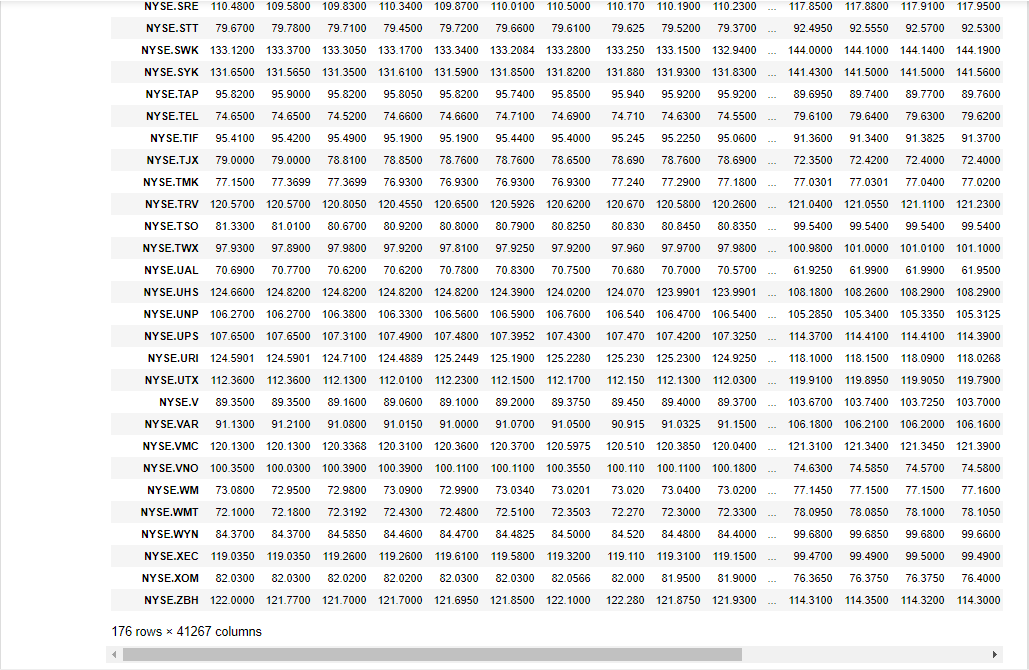 NYSE.SRE 110.4800 109.5800 109.8300 110.3400 109.8700 110.0100 110.5000 110.170 110.1900 110.2300 ... 117.8500 117.8800 117.9100 117.9500
NYSE.STT 79.6700 79.7800 79.7100 79.4500 79.7200 79.6600 79.6100 79.625 79.5200 79.3700 ... 92.4950 92.5550 92.5700 92.5300
NYSE.SWK 133.1200 133.3700 133.3050 133.1700 133.3400 133.2084 133.2800 133.250 133.1500 132.9400 ... 144.0000 144.1000 144.1400 144.1900
NYSE.SYK 131.6500 131.5650 131.3500 131.6100 131.5900 131.8500 131.8200 131.880 131.9300 131.8300 ... 141.4300 141.5000 141.5000 141.5600
NYSE.TAP 95.8200 95.9000 95.8200 95.8050 95.8200 95.7400 95.8500 95.940 95.9200 95.9200 ... 89.6950 89.7400 89.7700 89.7600
NYSE.TEL 74.6500 74.6500 74.5200 74.6600 74.6600 74.7100 74.6900 74.710 74.6300 74.5500 ... 79.6100 79.6400 79.6300 79.6200
NYSE.TIF 95.4100 95.4200 95.4900 95.1900 95.1900 95.4400 95.4000 95.245 95.2250 95.0600 ... 91.3600 91.3400 91.3825 91.3700
NYSE.TJX 79.0000 79.0000 78.8100 78.8500 78.7600 78.7600 78.6500 78.690 78.7600 78.6900 ... 72.3500 72.4200 72.4000 72.4000
NYSE.TMK 77.1500 77.3699 77.3699 76.9300 76.9300 76.9300 76.9300 77.240 77.2900 77.1800 ... 77.0301 77.0301 77.0400 77.0200
NYSE.TRV 120.5700 120.5700 120.8050 120.4550 120.6500 120.5926 120.6200 120.670 120.5800 120.2600 ... 121.0400 121.0550 121.1100 121.2300
NYSE.TSO 81.3300 81.0100 80.6700 80.9200 80.8000 80.7900 80.8250 80.830 80.8450 80.8350 ... 99.5400 99.5400 99.5400 99.5400
NYSE.TWX 97.9300 97.8900 97.9800 97.9200 97.8100 97.9250 97.9200 97.960 97.9700 97.9800 ... 100.9800 101.0000 101.0100 101.1000
NYSE.UAL 70.6900 70.7700 70.6200 70.6200 70.7800 70.8300 70.7500 70.680 70.7000 70.5700 ... 61.9250 61.9900 61.9900 61.9500
NYSE.UHS 124.6600 124.8200 124.8200 124.8200 124.8200 124.3900 124.0200 124.070 123.9901 123.9901 ... 108.1800 108.2600 108.2900 108.2900
NYSE.UNP 106.2700 106.2700 106.3800 106.3300 106.5600 106.5900 106.7600 106.540 106.4700 106.5400 ... 105.2850 105.3400 105.3350 105.3125
NYSE.UPS 107.6500 107.6500 107.3100 107.4900 107.4800 107.3952 107.4300 107.470 107.4200 107.3250 ... 114.3700 114.4100 114.4100 114.3900
NYSE.URI 124.5901 124.5901 124.7100 124.4889 125.2449 125.1900 125.2280 125.230 125.2300 124.9250 ... 118.1000 118.1500 118.0900 118.0268
NYSE.UTX 112.3600 112.3600 112.1300 112.0100 112.2300 112.1500 112.1700 112.150 112.1300 112.0300 ... 119.9100 119.8950 119.9050 119.7900
NYSE.V 89.3500 89.3500 89.1600 89.0600 89.1000 89.2000 89.3750 89.450 89.4000 89.3700 ... 103.6700 103.7400 103.7250 103.7000
NYSE.VAR 91.1300 91.2100 91.0800 91.0150 91.0000 91.0700 91.0500 90.915 91.0325 91.1500 ... 106.1800 106.2100 106.2000 106.1600
NYSE.VMC 120.1300 120.1300 120.3368 120.3100 120.3600 120.3700 120.5975 120.510 120.3850 120.0400 ... 121.3100 121.3400 121.3450 121.3900
NYSE.VNO 100.3500 100.0300 100.3900 100.3900 100.1100 100.1100 100.3550 100.110 100.1100 100.1800 ... 74.6300 74.5850 74.5700 74.5800
NYSE.WM 73.0800 72.9500 72.9800 73.0900 72.9900 73.0340 73.0201 73.020 73.0400 73.0200 ... 77.1450 77.1500 77.1500 77.1600
NYSE.WMT 72.1000 72.1800 72.3192 72.4300 72.4800 72.5100 72.3503 72.270 72.3000 72.3300 ... 78.0950 78.0850 78.1000 78.1050
NYSE.WYN 84.3700 84.3700 84.5850 84.4600 84.4700 84.4825 84.5000 84.520 84.4800 84.4000 ... 99.6800 99.6850 99.6800 99.6600
NYSE.XEC 119.0350 119.0350 119.2600 119.2600 119.6100 119.5800 119.3200 119.110 119.3100 119.1500 ... 99.4700 99.4900 99.5000 99.4900
NYSE.XOM 82.0300 82.0300 82.0200 82.0200 82.0300 82.0300 82.0566 82.000 81.9500 81.9000 ... 76.3650 76.3750 76.3750 76.4000
NYSE.ZBH 122.0000 121.7700 121.7000 121.7000 121.6950 121.8500 122.1000 122.280 121.8750 121.9300 ... 114.3100 114.3500 114.3200 114.3000
176 rows × 41267 columns